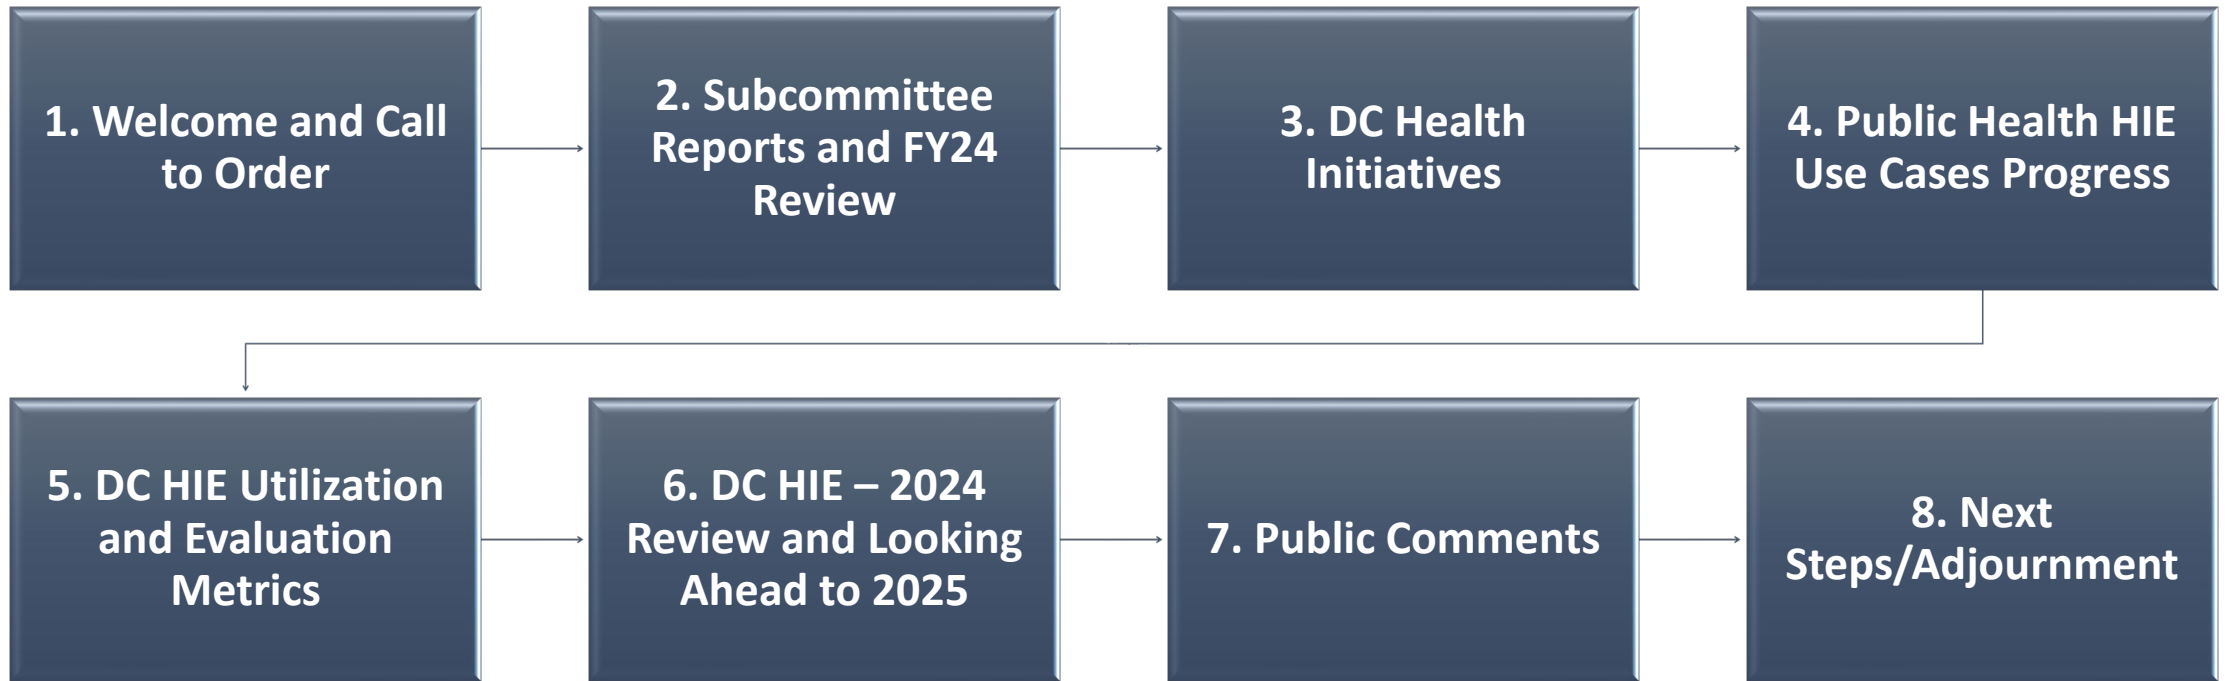 1. Welcome and Call
to Order
2. Subcommittee
Reports and FY24
Review
3. DC Health
Initiatives
4. Public Health HIE
Use Cases Progress
5. DC HIE Utilization
and Evaluation
Metrics
6. DC HIE – 2024
Review and Looking
Ahead to 2025
7. Public Comments
8. Next
Steps/Adjournment